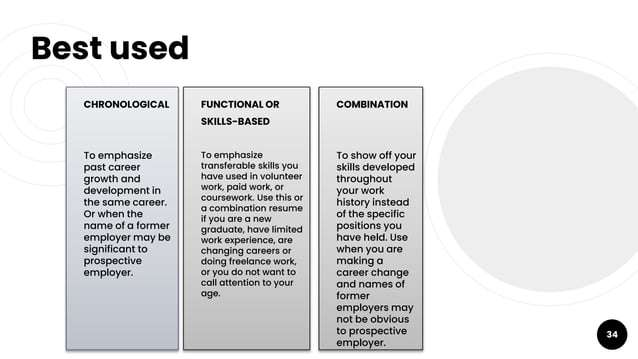 Best used
CHRONOLOGICAL
To emphasize
past career
growth and
development in
the same career.
Or when the
name of a former
employer may be
significant to
prospective
employer.
FUNCTIONAL OR
SKILLS-BASED
To emphasize
transferable skills you
have used in volunteer
work, paid work, or
coursework. Use this or
a combination resume
if you are a new
graduate, have limited
work experience, are
changing careers or
doing freelance work,
or you do not want to
call attention to your
age.
COMBINATION
To show off your
skills developed
throughout
your work
history instead
of the specific
positions you
have held. Use
when you are
making a
career change
and names of
former
employers may
not be obvious
to prospective
employer.
34